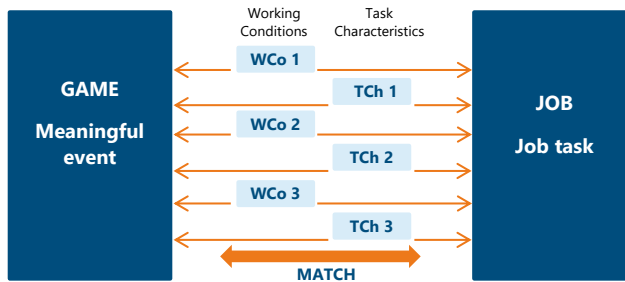 Working
Conditions
Task
Characteristics
GAME
Meaningful
event
WCo 1
TCh 1
WCo 2
TCh 2
WCo 3
TCh 3
MATCH
JOB
Job task